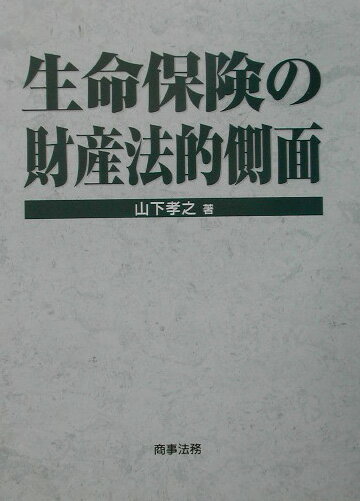 生命保険の
財産法的側面
山下孝之 著
商事法務